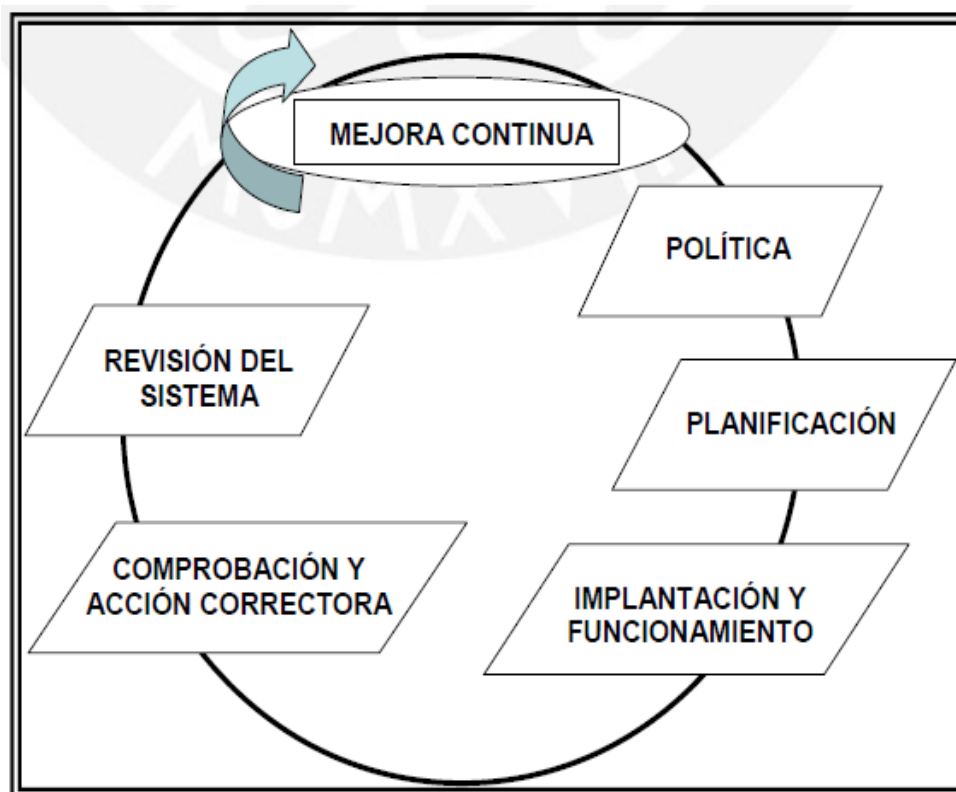 MEJORA CONTINUA
POLÍTICA
PLANIFICACIÓN
IMPLANTACIÓN Y
FUNCIONAMIENTO
COMPROBACIÓN Y
ACCIÓN CORRECTORA
REVISIÓN DEL
SISTEMA